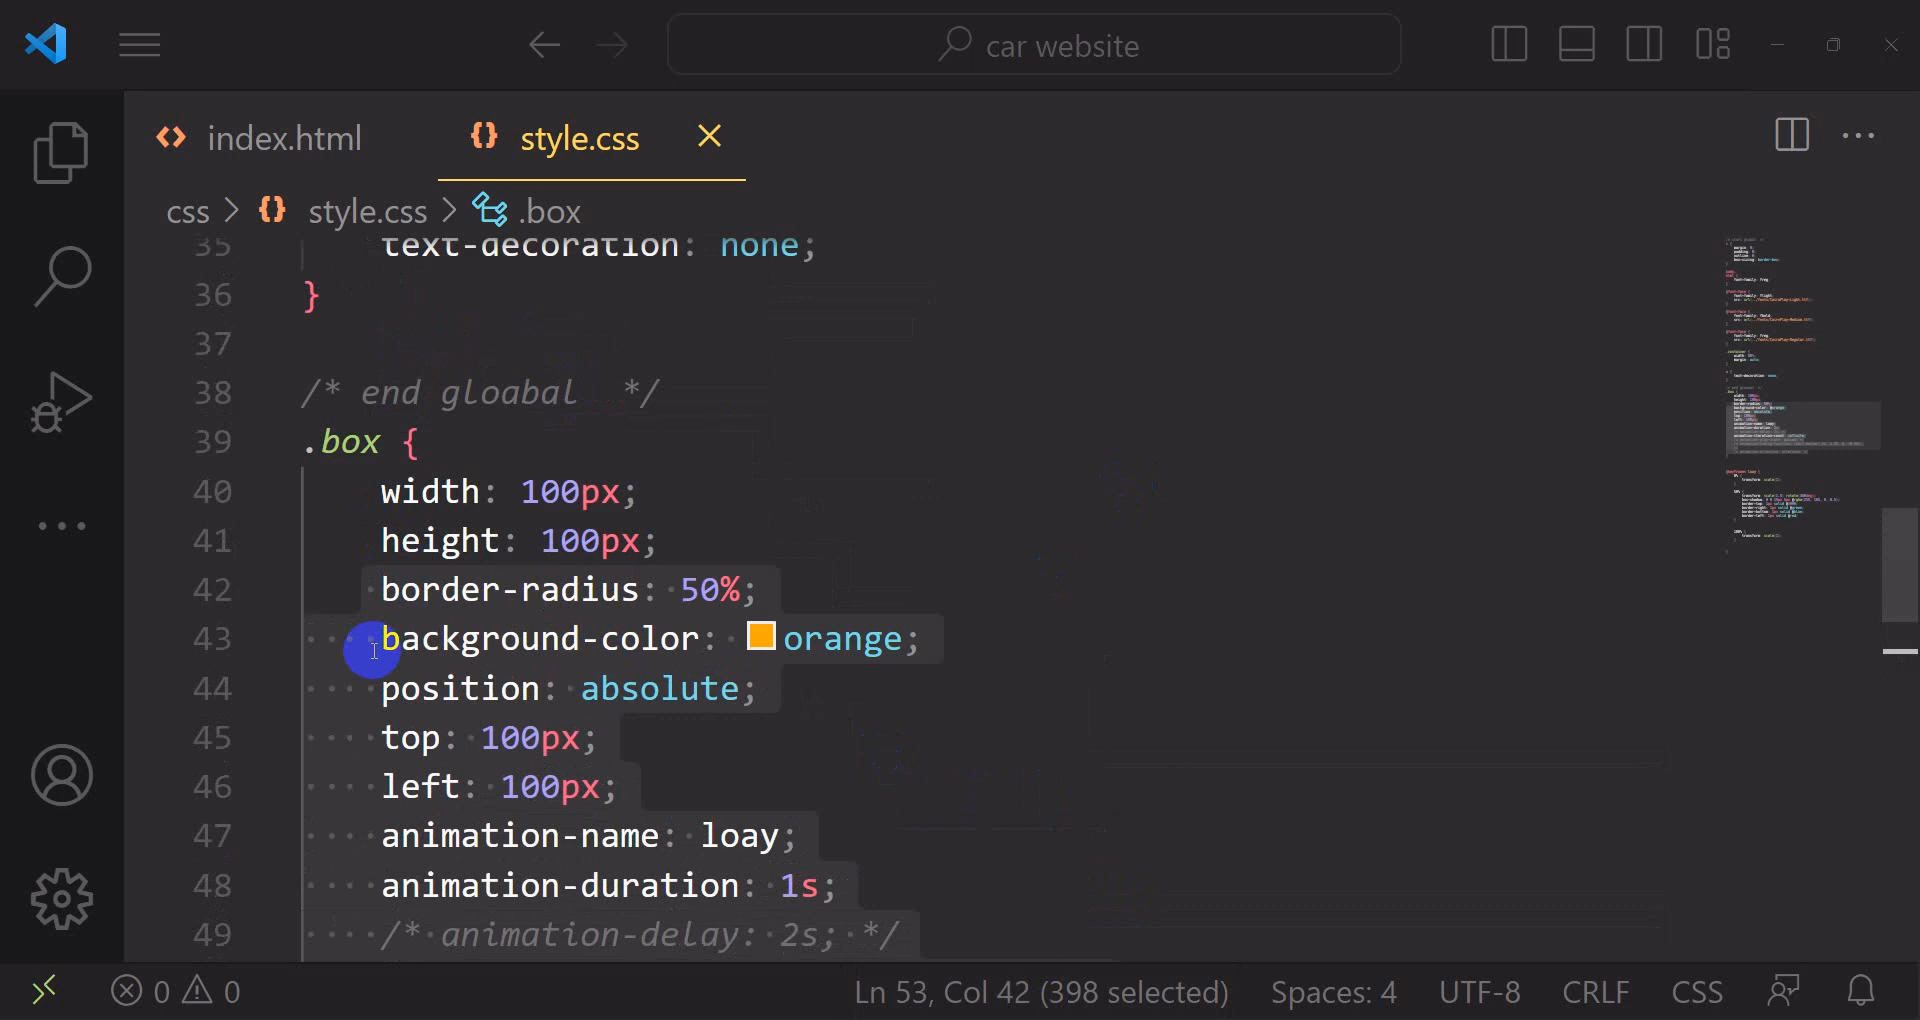 car website
index.html
style.css
css > style.css > .box
35 text-decoration: none;
36 }
37
38 /* end gloabal  */
39 .box {
40 width: 100px;
41 height: 100px;
42 border-radius: 50%;
43 background-color: orange;
44 position: absolute;
45 top: 100px;
46 left: 100px;
47 animation-name: loay;
48 animation-duration: 1s;
49 /* animation-delay: 2s; */
0 0 Ln 53, Col 42 (398 selected) Spaces: 4 UTF-8 CRLF CSS